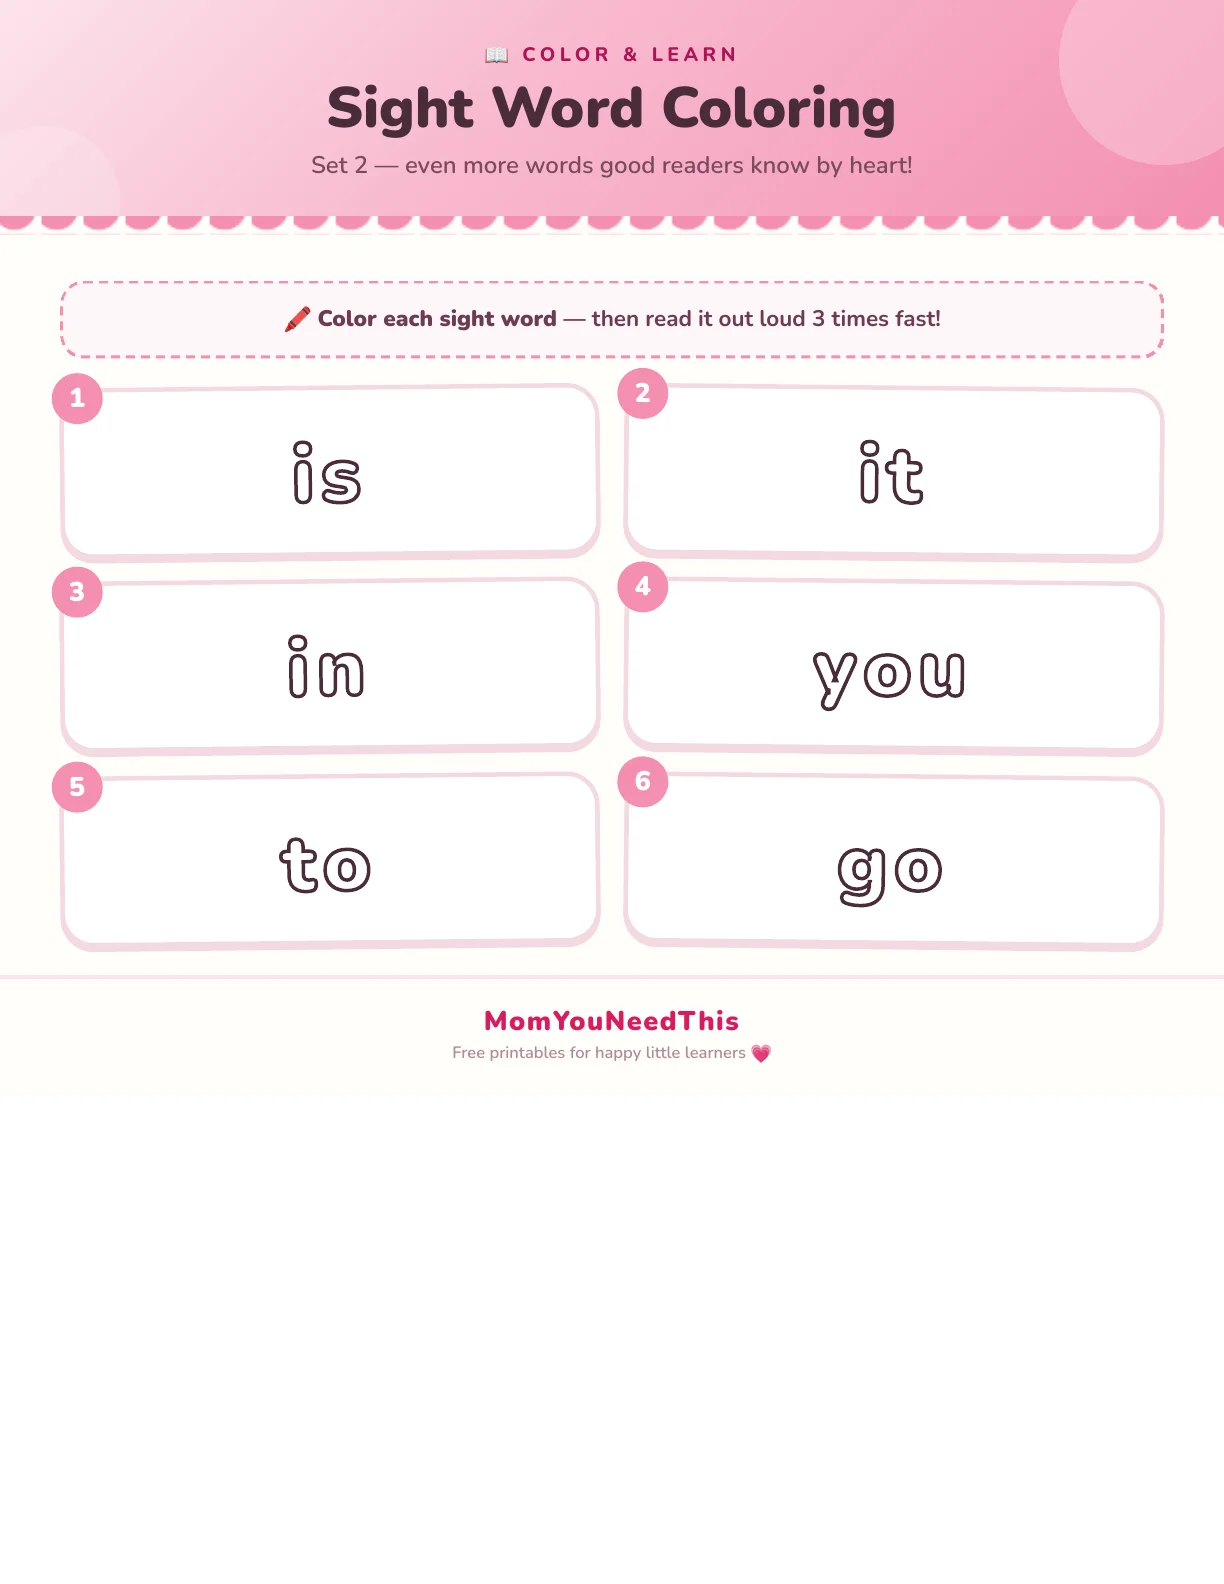 📖 COLOR & LEARN
Sight Word Coloring
Set 2 — even more words good readers know by heart!
🖍️ Color each sight word — then read it out loud 3 times fast!
1
is
2
it
3
in
4
you
5
to
6
go
MomYouNeedThis
Free printables for happy little learners 💗